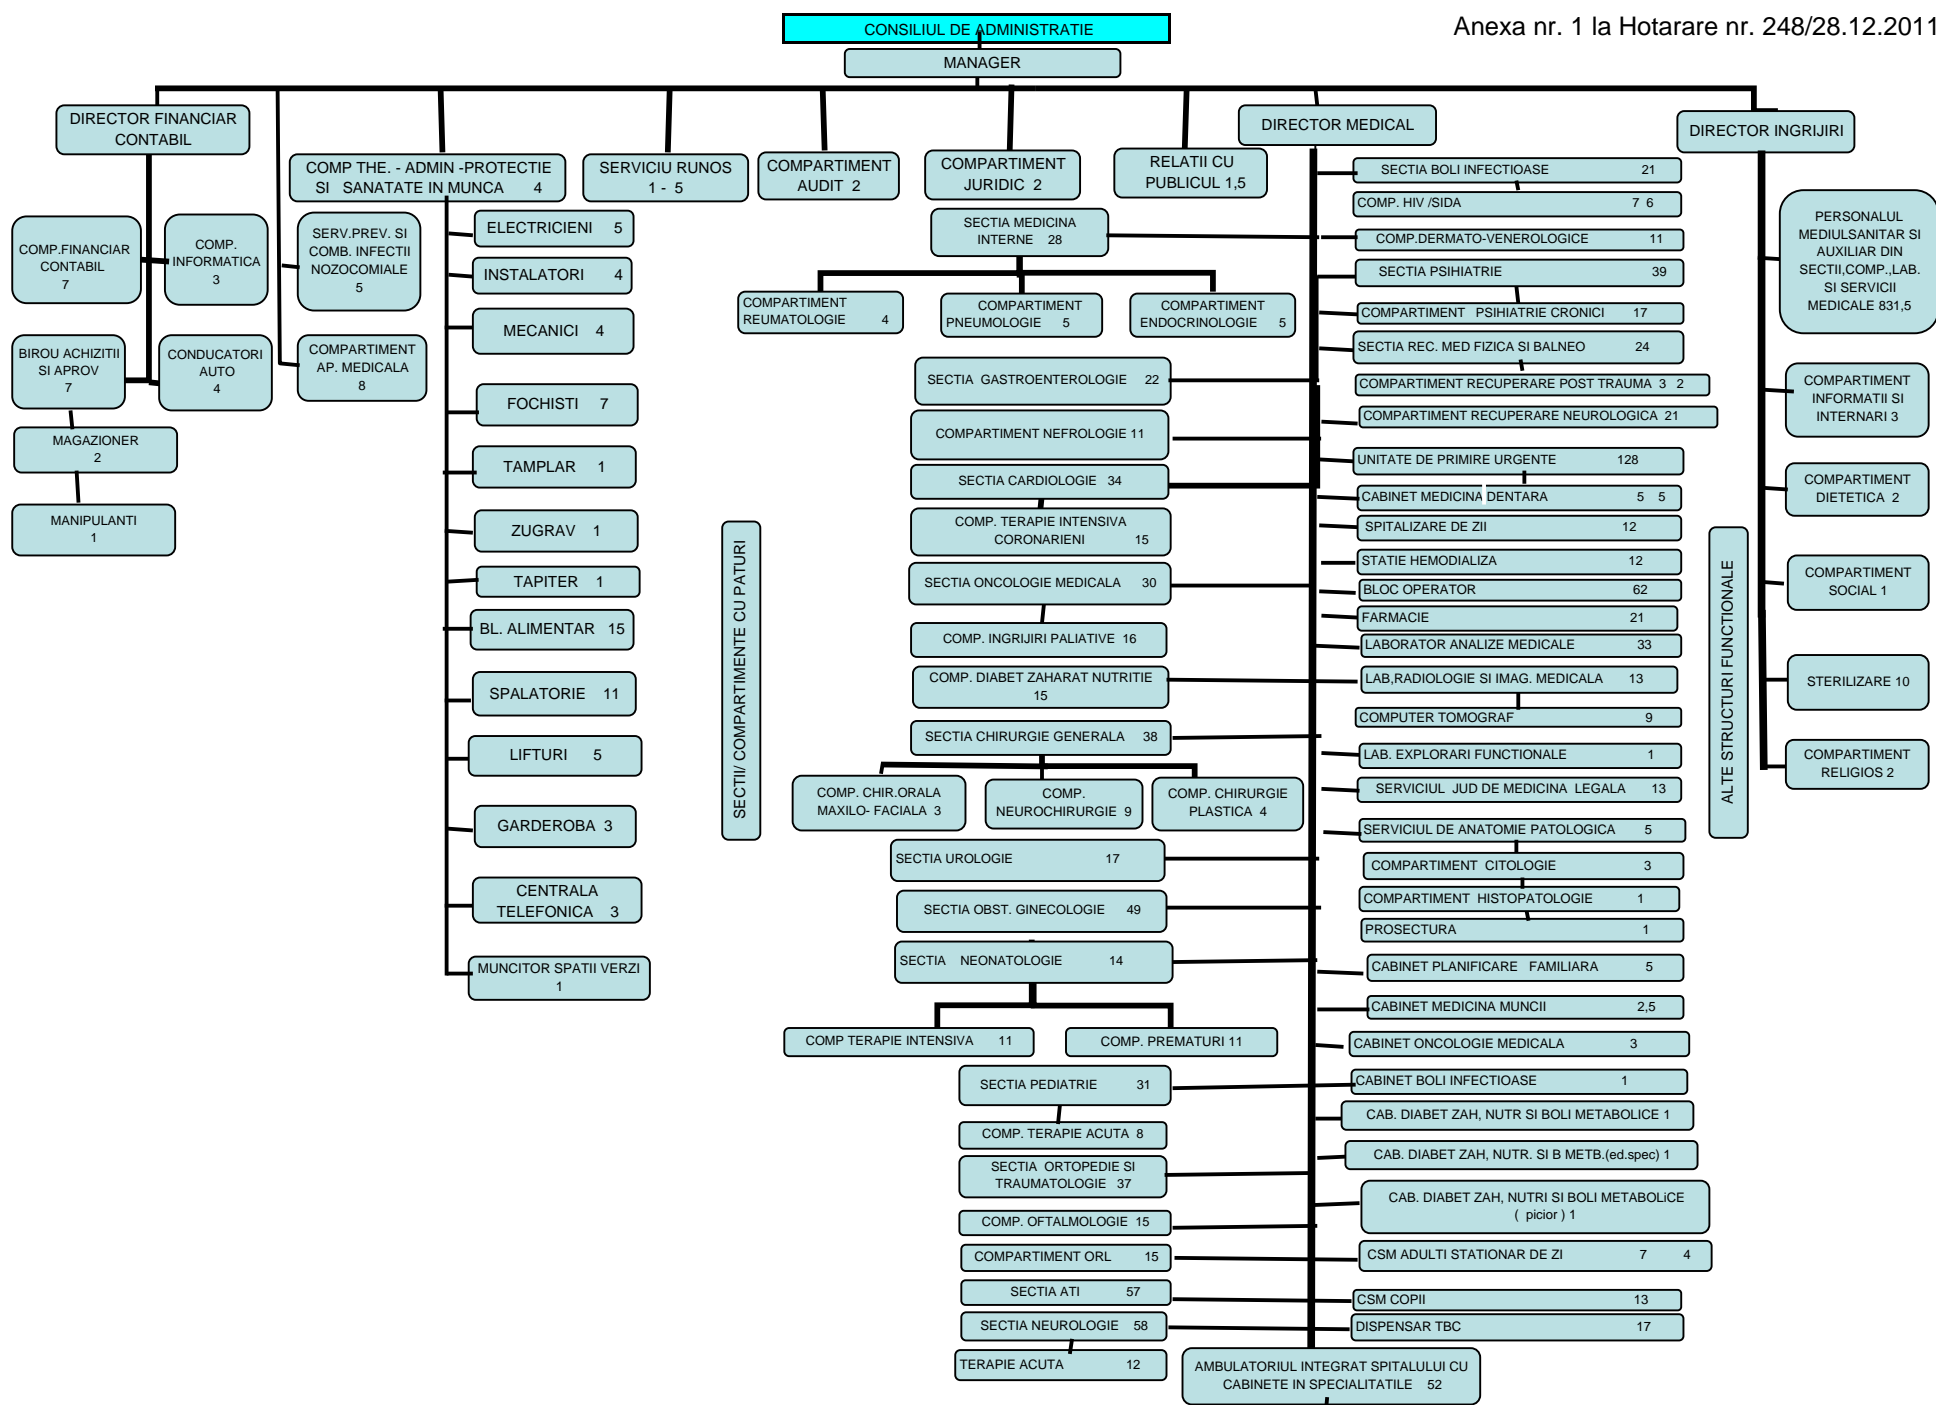 Anexa nr. 1 la Hotarare nr. 248/28.12.2011
CONSILIUL DE ADMINISTRATIE
MANAGER
DIRECTOR FINANCIAR
CONTABIL
COMP THE. - ADMIN -PROTECTIE
SI SANATATE IN MUNCA 4
SERVICIU RUNOS
1 - 5
COMPARTIMENT
AUDIT 2
COMPARTIMENT
JURIDIC 2
RELATII CU
PUBLICUL 1,5
DIRECTOR MEDICAL
DIRECTOR INGRIJIRI
COMP.FINANCIAR
CONTABIL
7
COMP.
INFORMATICA
3
BIROU ACHIZITII
SI APROV
7
CONDUCATORI
AUTO
4
MAGAZIONER
2
MANIPULANTI
1
SERV.PREV. SI
COMB. INFECTII
NOZOCOMIALE
5
COMPARTIMENT
AP. MEDICALA
8
ELECTRICIENI 5
INSTALATORI 4
MECANICI 4
FOCHISTI 7
TAMPLAR 1
ZUGRAV 1
TAPITER 1
BL. ALIMENTAR 15
SPALATORIE 11
LIFTURI 5
GARDEROBA 3
CENTRALA
TELEFONICA 3
MUNCITOR SPATII VERZI
1
SECTII/ COMPARTIMENTE CU PATURI
SECTIA MEDICINA
INTERNE 28
COMPARTIMENT
REUMATOLOGIE 4
COMPARTIMENT
PNEUMOLOGIE 5
COMPARTIMENT
ENDOCRINOLOGIE 5
SECTIA GASTROENTEROLOGIE 22
COMPARTIMENT NEFROLOGIE 11
SECTIA CARDIOLOGIE 34
COMP. TERAPIE INTENSIVA
CORONARIENI 15
SECTIA ONCOLOGIE MEDICALA 30
COMP. INGRIJIRI PALIATIVE 16
COMP. DIABET ZAHARAT NUTRITIE
15
SECTIA CHIRURGIE GENERALA 38
COMP. CHIR.ORALA
MAXILO- FACIALA 3
COMP.
NEUROCHIRURGIE 9
COMP. CHIRURGIE
PLASTICA 4
SECTIA UROLOGIE 17
SECTIA OBST. GINECOLOGIE 49
SECTIA NEONATOLOGIE 14
COMP TERAPIE INTENSIVA 11
COMP. PREMATURI 11
SECTIA PEDIATRIE 31
COMP. TERAPIE ACUTA 8
SECTIA ORTOPEDIE SI
TRAUMATOLOGIE 37
COMP. OFTALMOLOGIE 15
COMPARTIMENT ORL 15
SECTIA ATI 57
SECTIA NEUROLOGIE 58
TERAPIE ACUTA 12
SECTIA BOLI INFECTIOASE 21
COMP. HIV /SIDA 7 6
COMP.DERMATO-VENEROLOGICE 11
SECTIA PSIHIATRIE 39
COMPARTIMENT PSIHIATRIE CRONICI 17
SECTIA REC. MED FIZICA SI BALNEO 24
COMPARTIMENT RECUPERARE POST TRAUMA 3 2
COMPARTIMENT RECUPERARE NEUROLOGICA 21
UNITATE DE PRIMIRE URGENTE 128
CABINET MEDICINA DENTARA 5 5
SPITALIZARE DE ZII 12
STATIE HEMODIALIZA 12
BLOC OPERATOR 62
FARMACIE 21
LABORATOR ANALIZE MEDICALE 33
LAB,RADIOLOGIE SI IMAG. MEDICALA 13
COMPUTER TOMOGRAF 9
LAB. EXPLORARI FUNCTIONALE 1
SERVICIUL JUD DE MEDICINA LEGALA 13
SERVICIUL DE ANATOMIE PATOLOGICA 5
COMPARTIMENT CITOLOGIE 3
COMPARTIMENT HISTOPATOLOGIE 1
PROSECTURA 1
CABINET PLANIFICARE FAMILIARA 5
CABINET MEDICINA MUNCII 2,5
CABINET ONCOLOGIE MEDICALA 3
CABINET BOLI INFECTIOASE 1
CAB. DIABET ZAH, NUTR SI BOLI METABOLICE 1
CAB. DIABET ZAH, NUTR. SI B METB.(ed.spec) 1
CAB. DIABET ZAH, NUTRI SI BOLI METABOLiCE
( picior ) 1
CSM ADULTI STATIONAR DE ZI 7 4
CSM COPII 13
DISPENSAR TBC 17
AMBULATORIUL INTEGRAT SPITALULUI CU
CABINETE IN SPECIALITATILE 52
ALTE STRUCTURI FUNCTIONALE
PERSONALUL
MEDIULSANITAR SI
AUXILIAR DIN
SECTII,COMP.,LAB.
SI SERVICII
MEDICALE 831,5
COMPARTIMENT
INFORMATII SI
INTERNARI 3
COMPARTIMENT
DIETETICA 2
COMPARTIMENT
SOCIAL 1
STERILIZARE 10
COMPARTIMENT
RELIGIOS 2